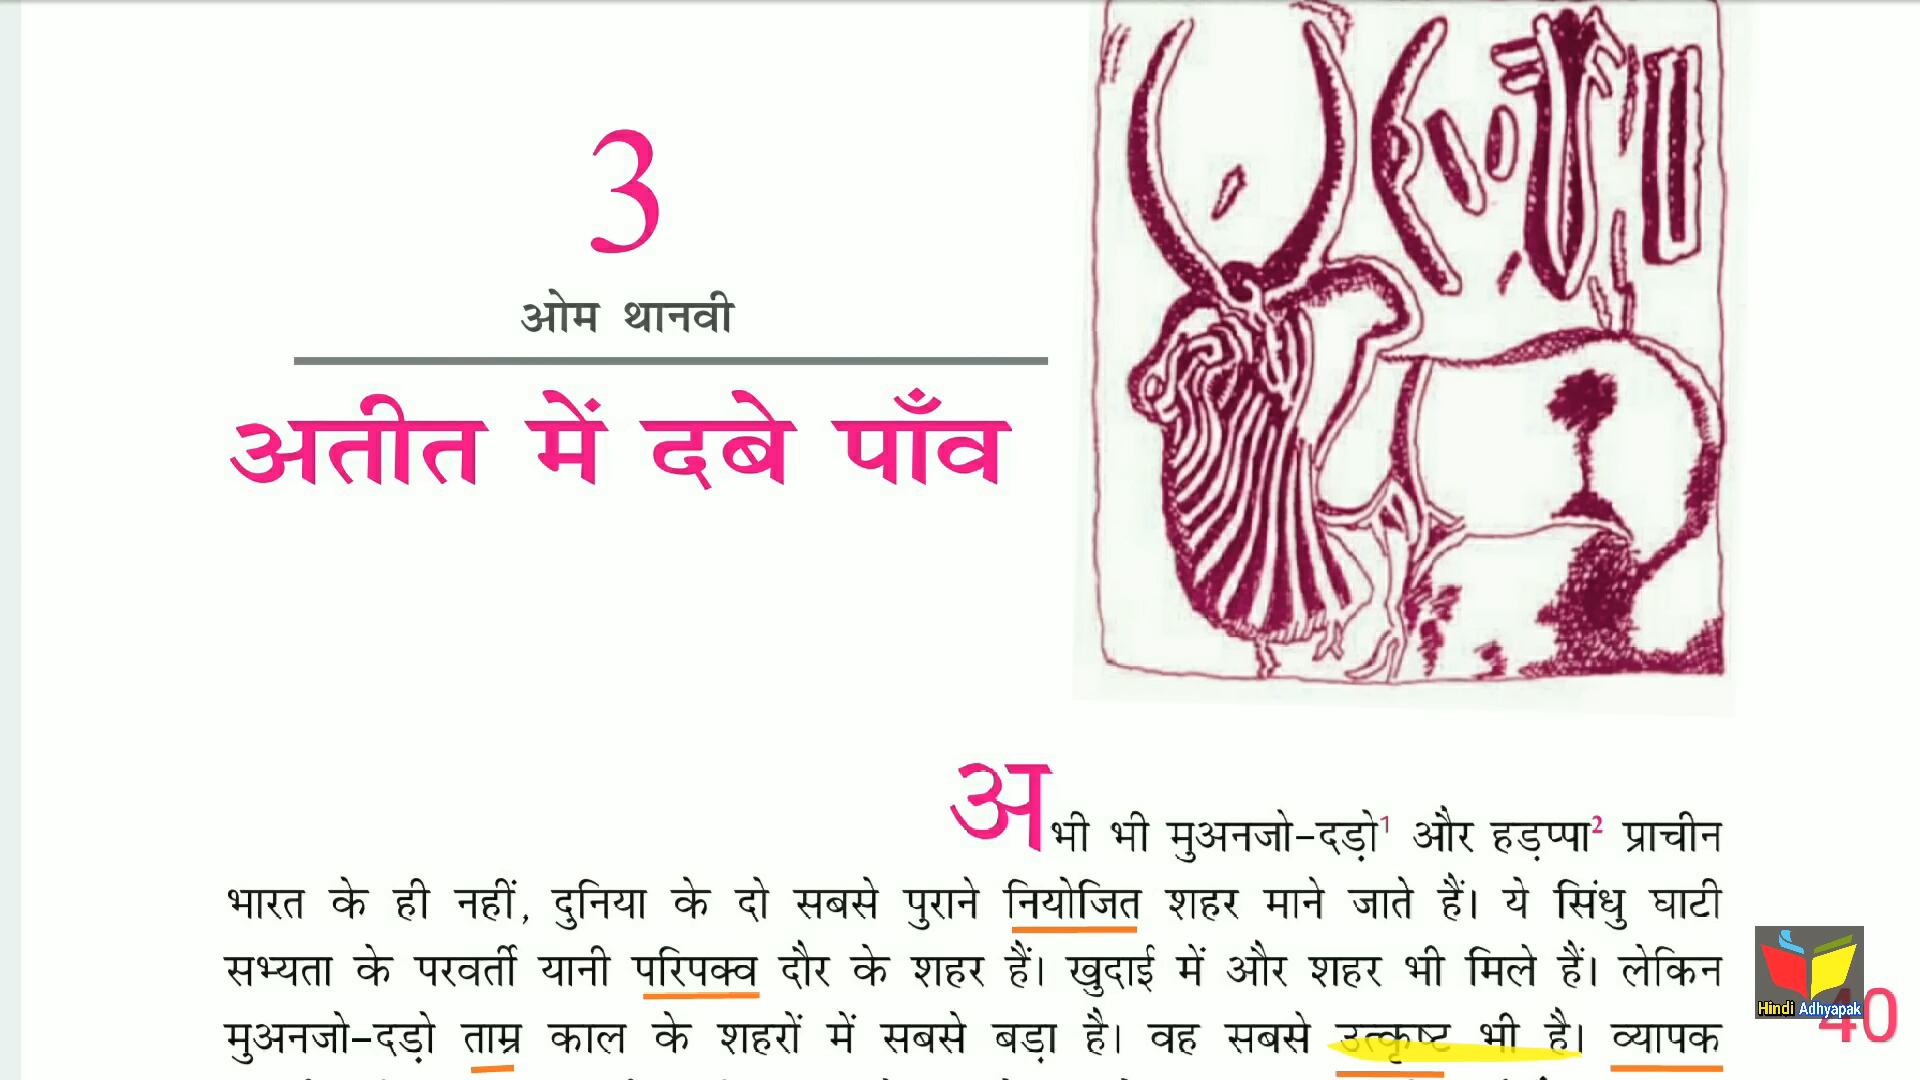 3
ओम थानवी
अतीत में दबे पाँव
अभी भी मुअनजो-दड़ो1 और हड़प्पा2 प्राचीन
भारत के ही नहीं, दुनिया के दो सबसे पुराने नियोजित शहर माने जाते हैं। ये सिंधु घाटी
सभ्यता के परवर्ती यानी परिपक्व दौर के शहर हैं। खुदाई में और शहर भी मिले हैं। लेकिन
मुअनजो-दड़ो ताम्र काल के शहरों में सबसे बड़ा है। वह सबसे उत्कृष्ट भी है। व्यापक
Hindi Adhyapak
40